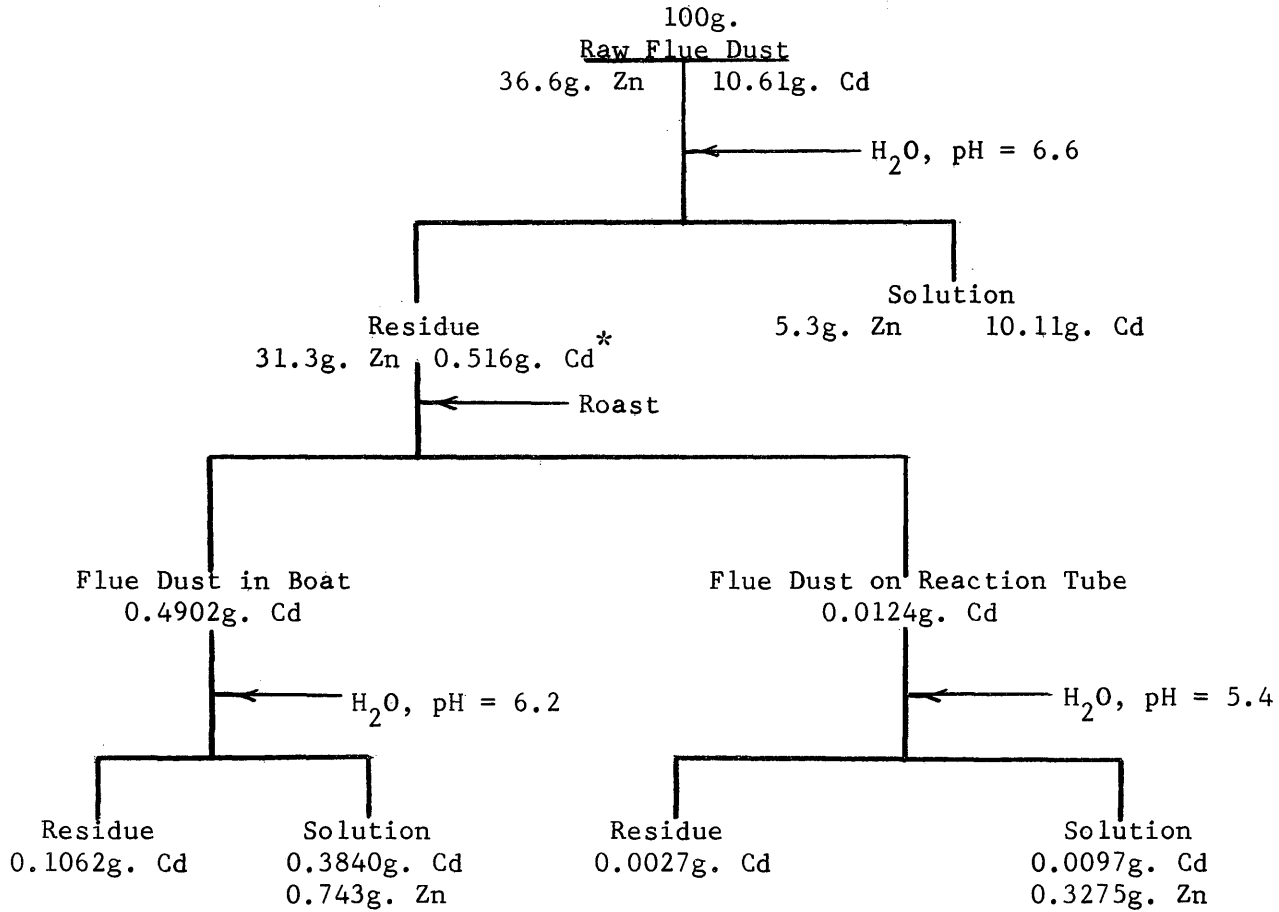 100g.
Raw Flue Dust
36.6g. Zn 10.61g. Cd
H₂O, pH = 6.6
Solution
5.3g. Zn 10.11g. Cd
Residue
31.3g. Zn 0.516g. Cd*
Roast
Flue Dust in Boat
0.4902g. Cd
Flue Dust on Reaction Tube
0.0124g. Cd
H₂O, pH = 6.2
H₂O, pH = 5.4
Residue
0.1062g. Cd
Solution
0.3840g. Cd
0.743g. Zn
Residue
0.0027g. Cd
Solution
0.0097g. Cd
0.3275g. Zn